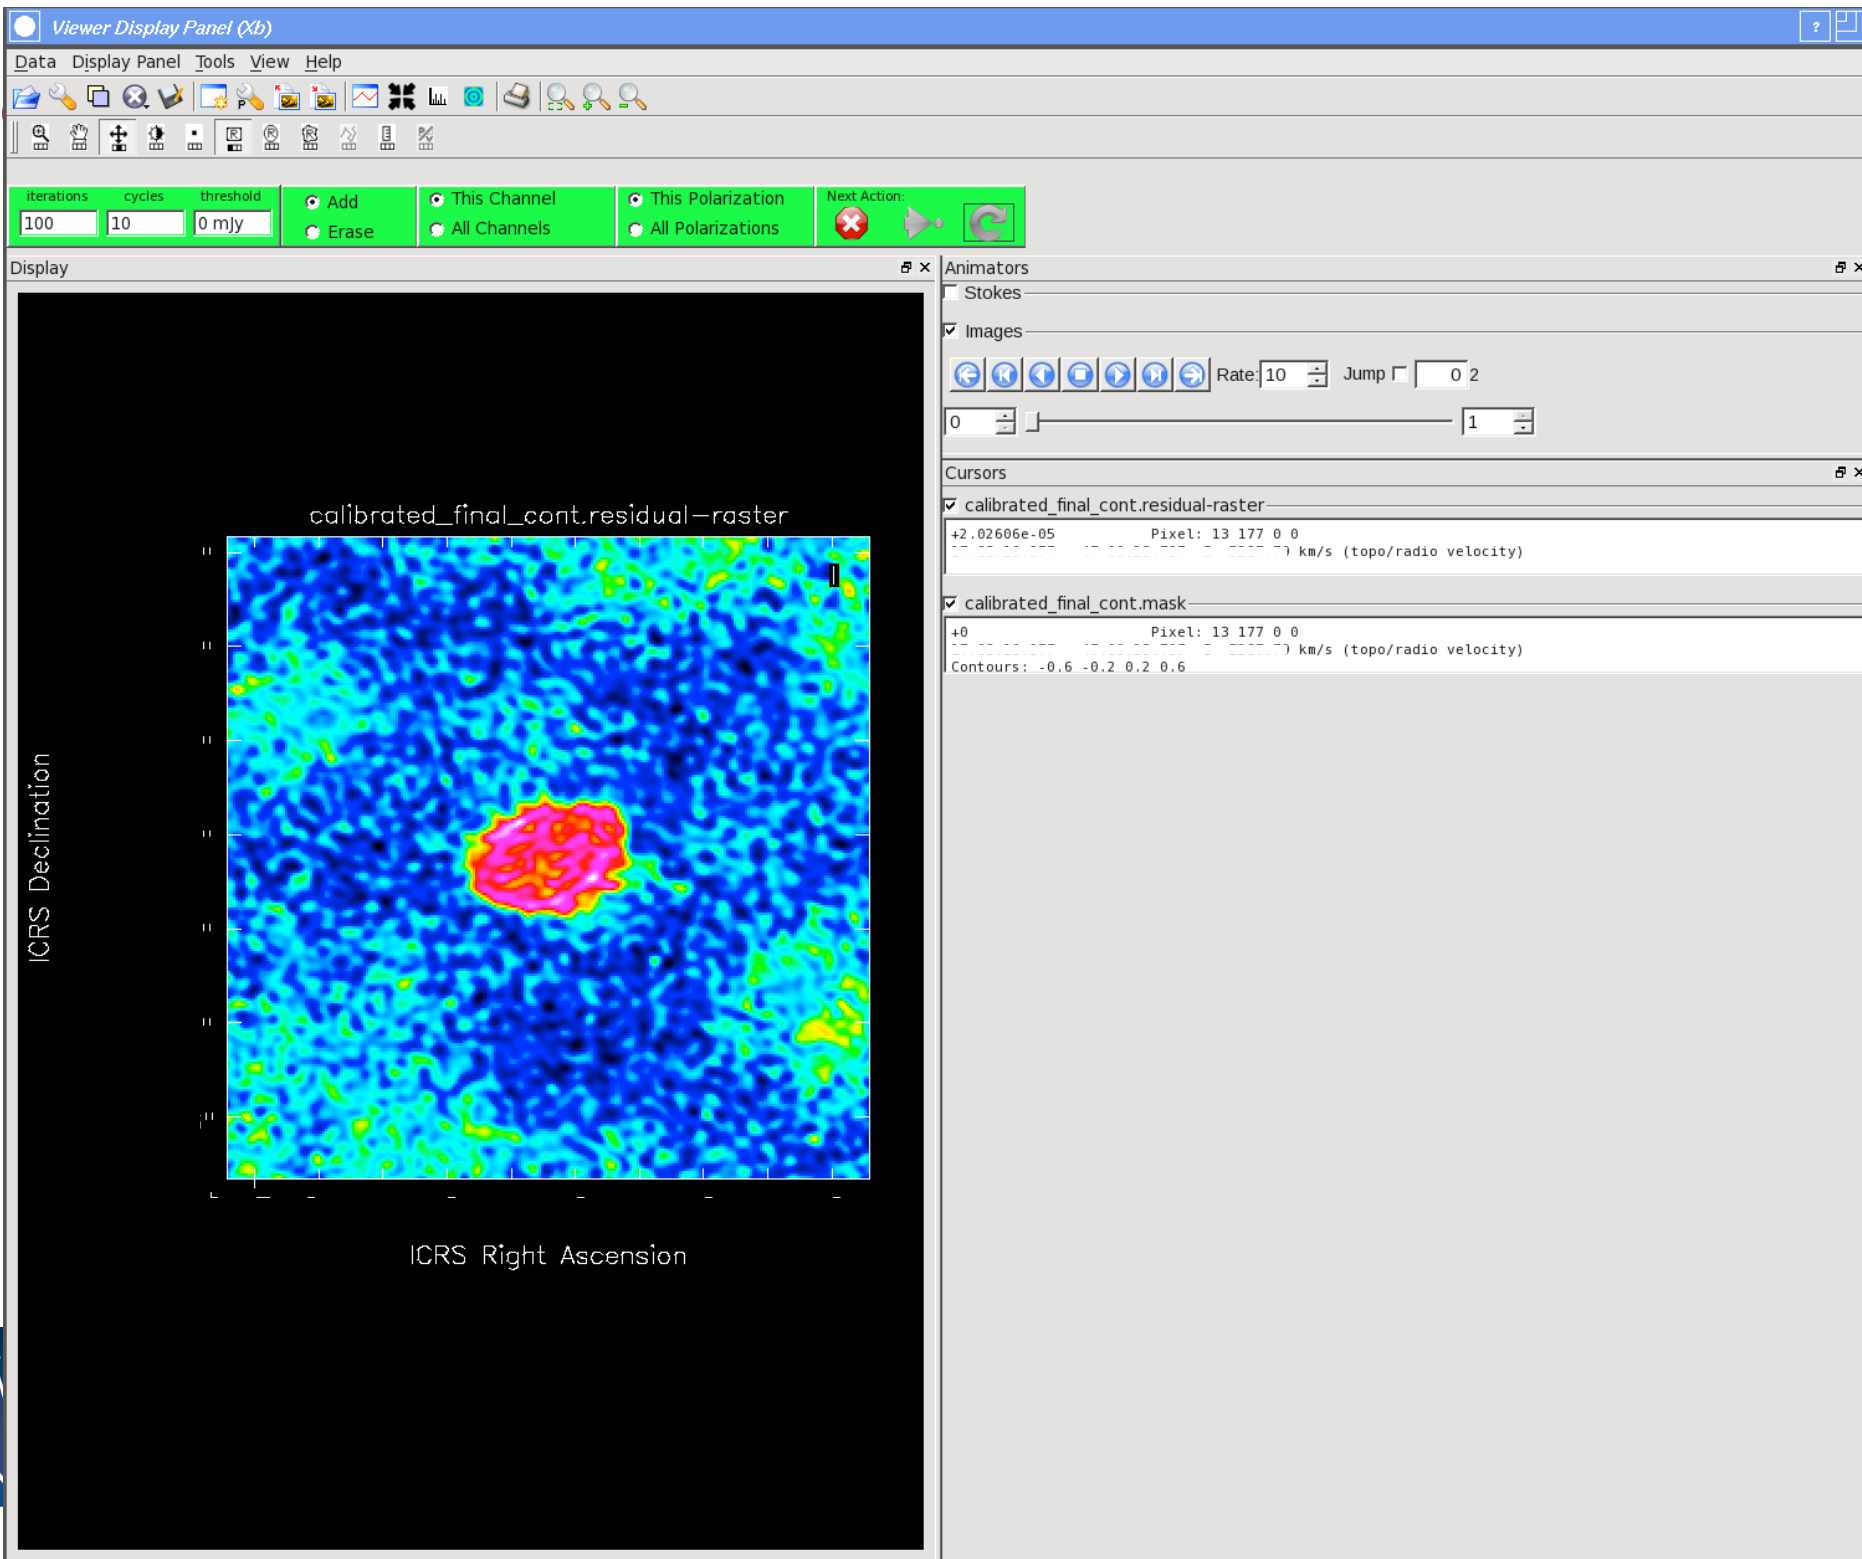 Viewer Display Panel (Xb)
Data Display Panel Tools View Help
iterations cycles threshold
100 10 0 mJy
Add
Erase
This Channel
All Channels
This Polarization
All Polarizations
Next Action:
Display
Animators
Stokes
Images
Rate: 10 Jump 0 2
0 1
Cursors
calibrated_final_cont.residual-raster
+2.02606e-05 Pixel: 13 177 0 0
km/s (topo/radio velocity)
calibrated_final_cont.mask
+0 Pixel: 13 177 0 0
km/s (topo/radio velocity)
Contours: -0.6 -0.2 0.2 0.6
calibrated_final_cont.residual-raster
ICRS Declination
ICRS Right Ascension